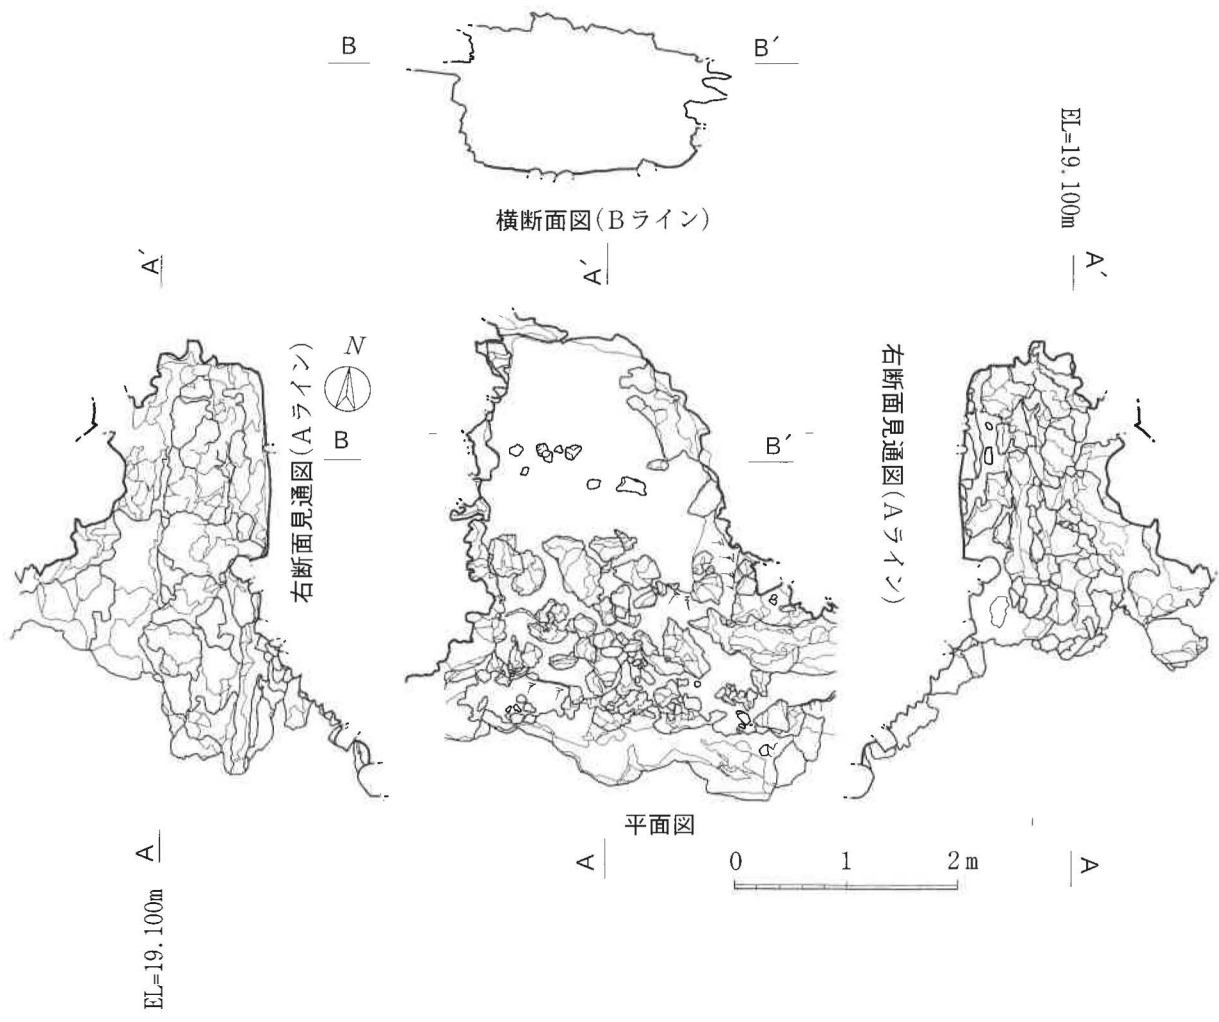 B
B′
横断面図(Bライン)
EL=19.100m
A′
A′
A′
右断面見通図(Aライン)
N
B
B′
右断面見通図(Aライン)
平面図
A
EL=19.100m
A
0 1 2m
A